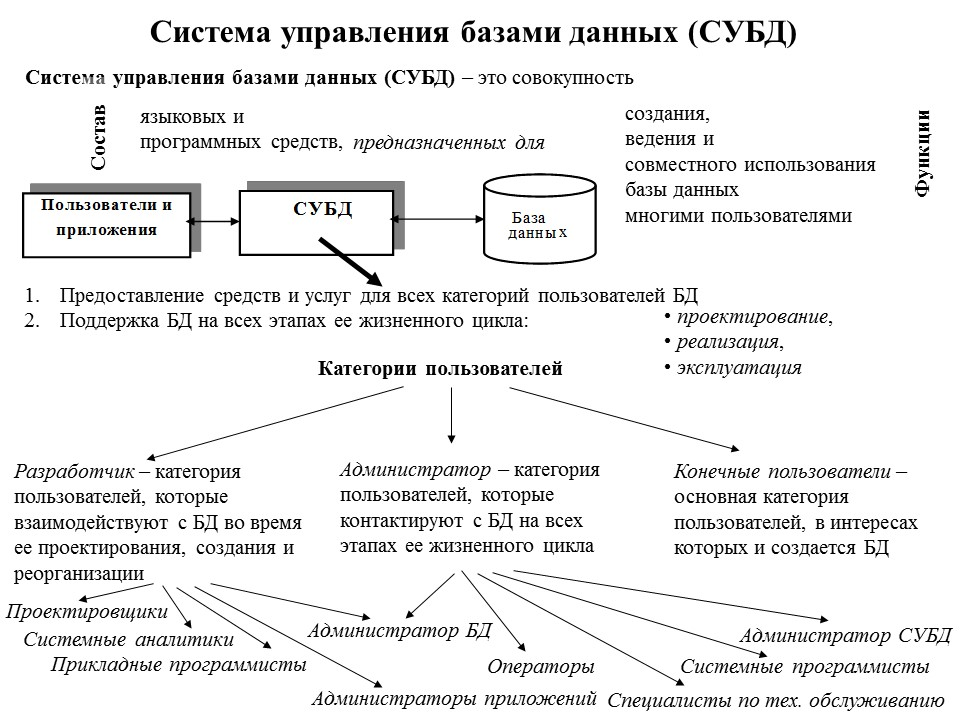 Система управления базами данных (СУБД)
Система управления базами данных (СУБД) – это совокупность
Состав
языковых и
программных средств, предназначенных для
создания,
ведения и
совместного использования
базы данных
многими пользователями
Функции
Пользователи и
приложения
СУБД
База
данных
1. Предоставление средств и услуг для всех категорий пользователей БД
2. Поддержка БД на всех этапах ее жизненного цикла:
• проектирование,
• реализация,
• эксплуатация
Категории пользователей
Разработчик – категория
пользователей, которые
взаимодействуют с БД во время
ее проектирования, создания и
реорганизации
Администратор – категория
пользователей, которые
контактируют с БД на всех
этапах ее жизненного цикла
Конечные пользователи –
основная категория
пользователей, в интересах
которых и создается БД
Проектировщики
Системные аналитики
Прикладные программисты
Администратор БД
Администраторы приложений
Операторы
Администратор СУБД
Системные программисты
Специалисты по тех. обслуживанию